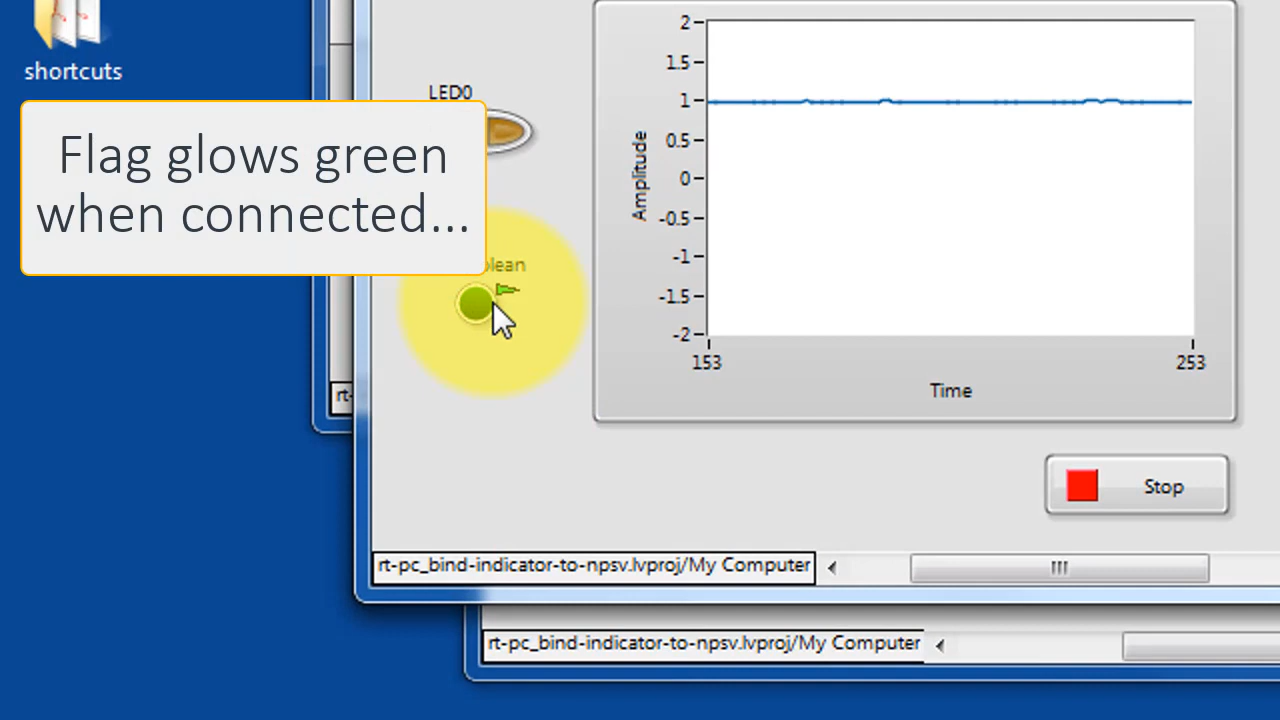 shortcuts
LED0
Flag glows green
when connected...
2
1.5
1
0.5
0
-0.5
-1
-1.5
-2
Amplitude
153
253
Time
Stop
rt-pc_bind-indicator-to-npsv.lvproj/My Computer
rt-pc_bind-indicator-to-npsv.lvproj/My Computer